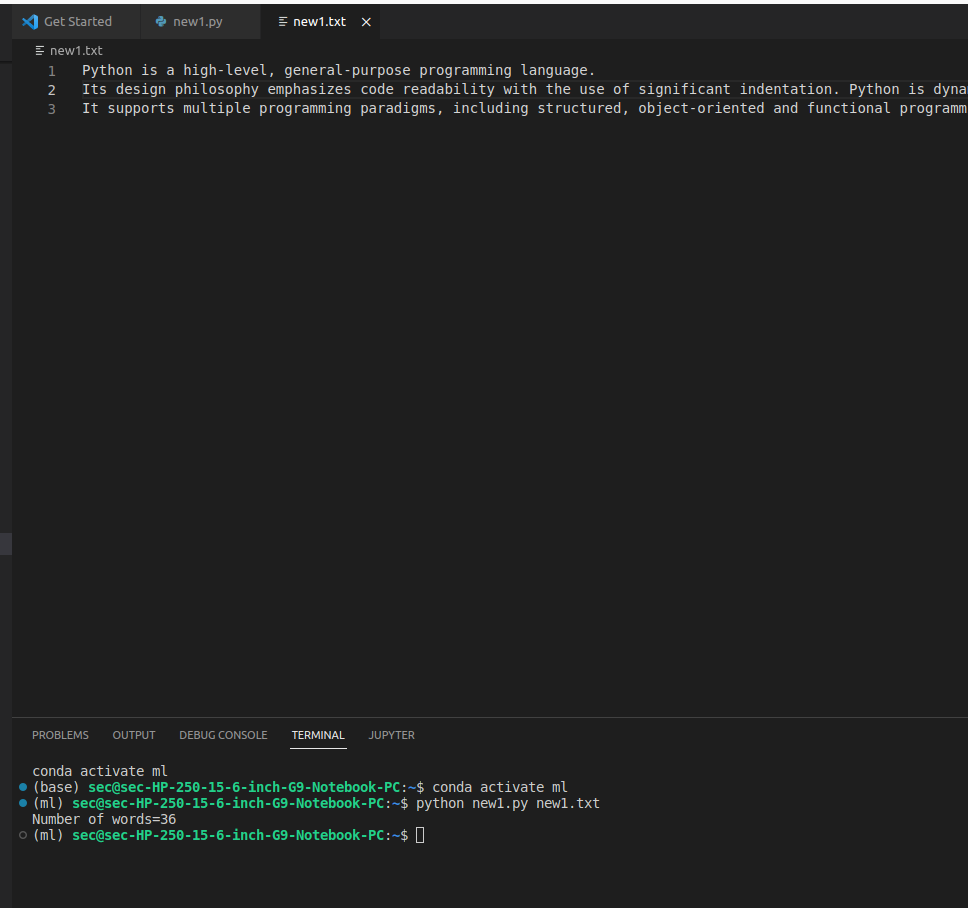 Get Started
new1.py
new1.txt
new1.txt
1 Python is a high-level, general-purpose programming language.
2 Its design philosophy emphasizes code readability with the use of significant indentation. Python is dyna
3 It supports multiple programming paradigms, including structured, object-oriented and functional programm
PROBLEMS OUTPUT DEBUG CONSOLE TERMINAL JUPYTER
conda activate ml
(base) sec@sec-HP-250-15-6-inch-G9-Notebook-PC:~$ conda activate ml
(ml) sec@sec-HP-250-15-6-inch-G9-Notebook-PC:~$ python new1.py new1.txt
Number of words=36
(ml) sec@sec-HP-250-15-6-inch-G9-Notebook-PC:~$